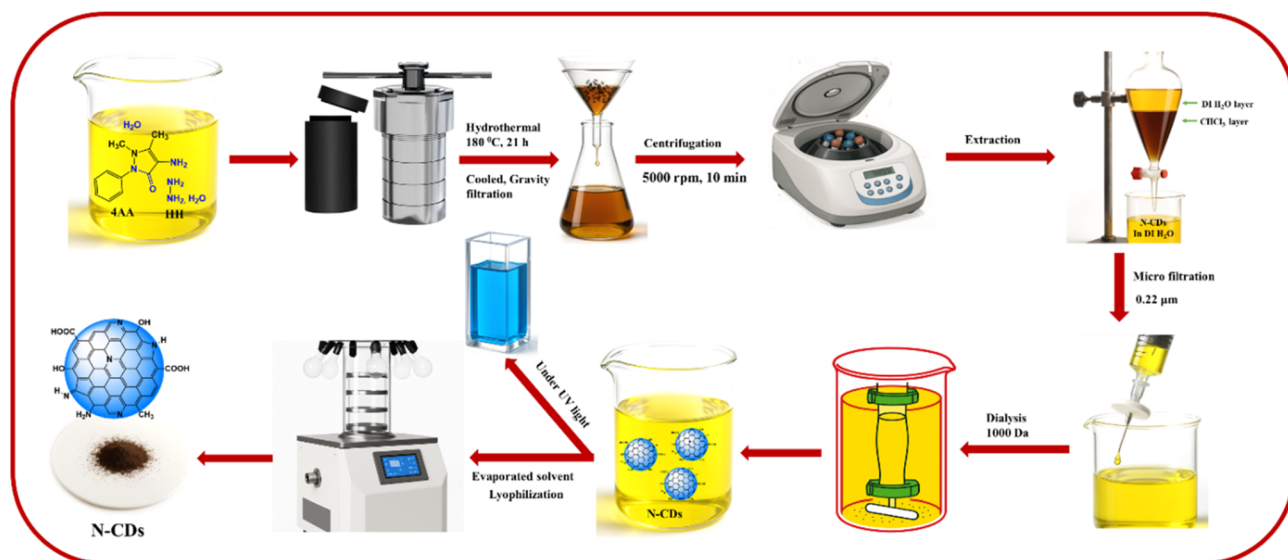 H₂O
CH₃
H₃C
N
N
NH₂
O
NH₂
NH₂, H₂O
4AA
HH
Hydrothermal
180 ⁰C, 21 h
Cooled, Gravity
filtration
Centrifugation
5000 rpm, 10 min
Extraction
DI H₂O layer
CHCl₃ layer
N-CDs
In DI H₂O
Micro filtration
0.22 µm
Dialysis
1000 Da
N-CDs
Under UV light
Evaporated solvent
Lyophilization
HOOC
OH
N
H
N
HO
COOH
H
N
H₂N
N
CH₃
N-CDs